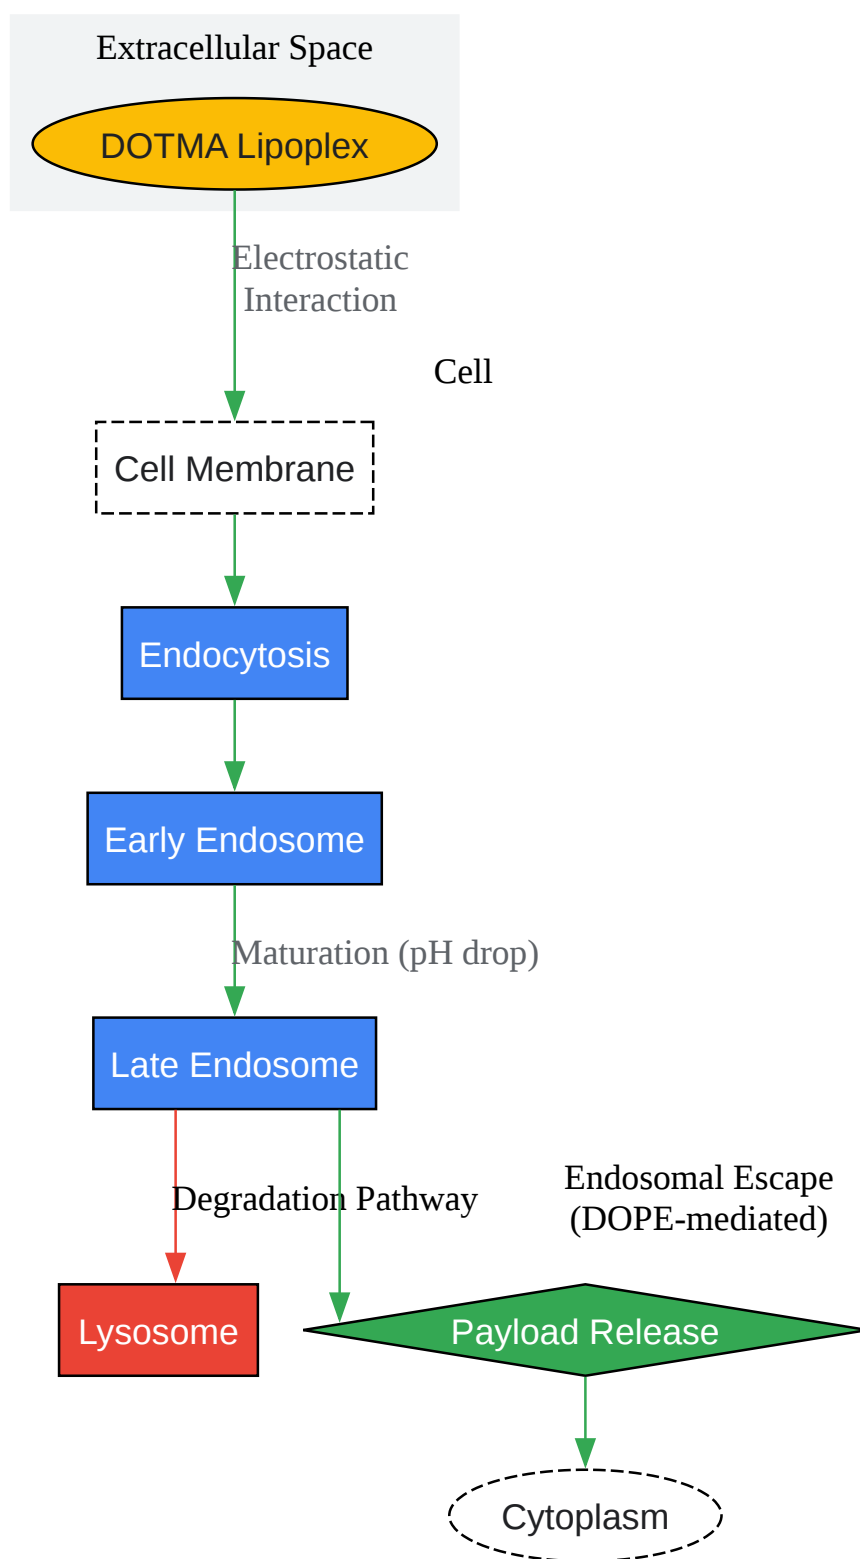 Extracellular Space
DOTMA Lipoplex
Electrostatic
Interaction
Cell
Cell Membrane
Endocytosis
Early Endosome
Maturation (pH drop)
Late Endosome
Endosomal Escape
(DOPE-mediated)
Degradation Pathway
Lysosome
Payload Release
Cytoplasm